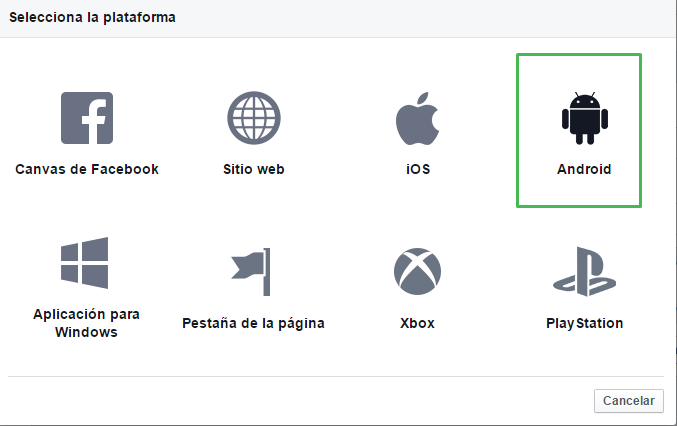 Selecciona la plataforma
Canvas de Facebook
Sitio web
iOS
Android
Aplicación para
Windows
Pestaña de la página
Xbox
PlayStation
Cancelar